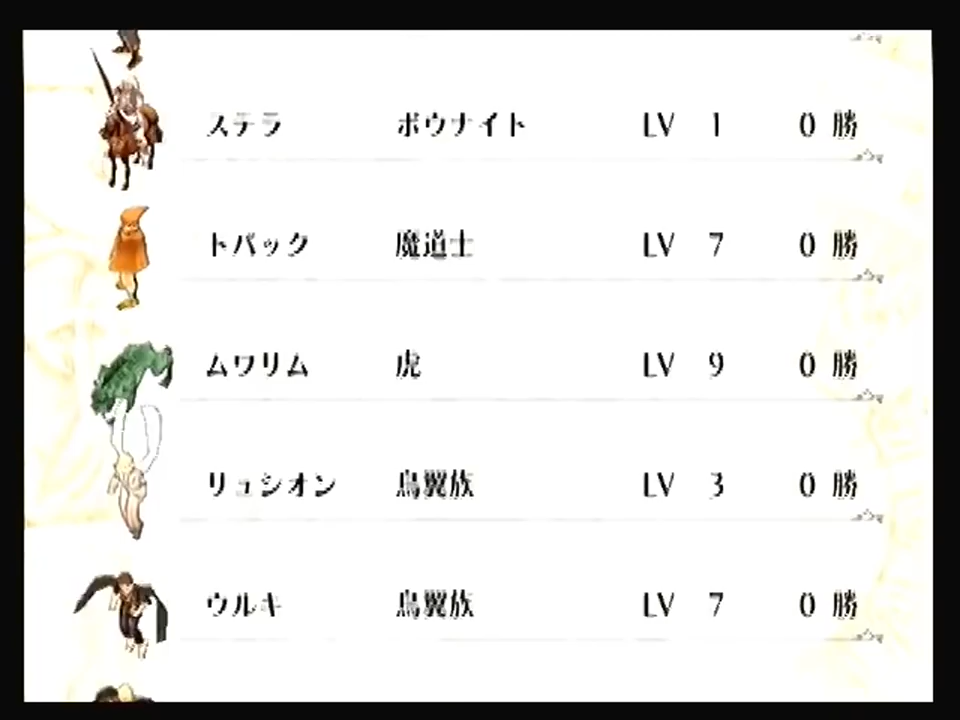 ステラ ボウナイト LV 1 0 勝
トパック 魔道士 LV 7 0 勝
ムワリム 虎 LV 9 0 勝
リュシオン 鳥翼族 LV 3 0 勝
ウルキ 鳥翼族 LV 7 0 勝